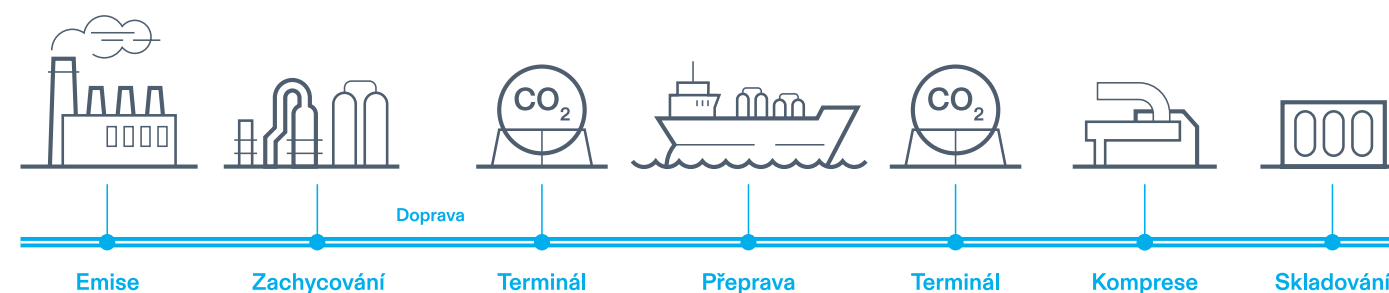 CO₂
CO₂
Doprava
Emise
Zachycování
Terminál
Přeprava
Terminál
Komprese
Skladování